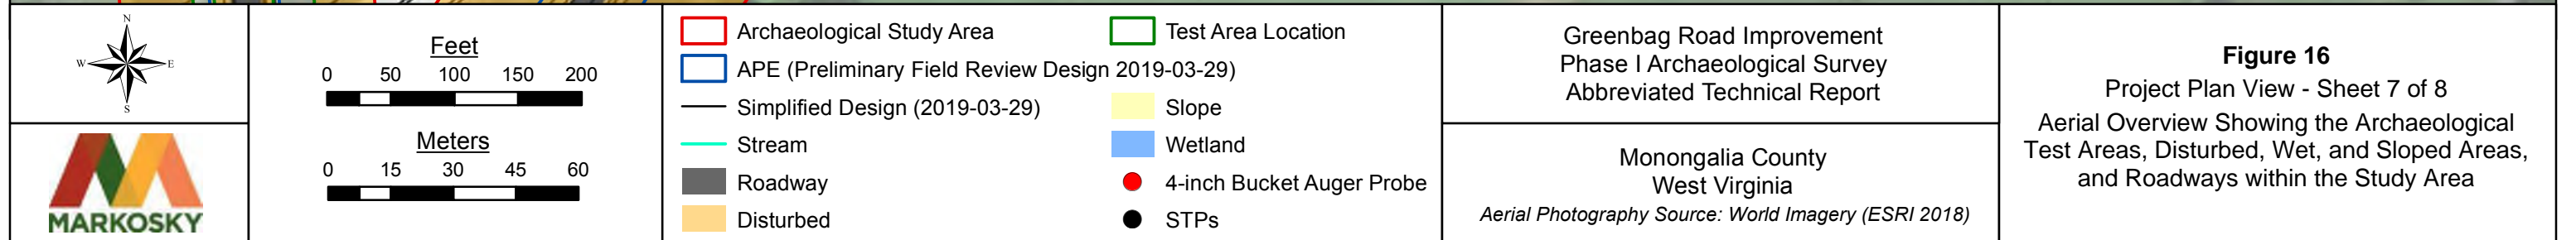 N
W E
S
MARKOSKY
Feet
0 50 100 150 200
Meters
0 15 30 45 60
Archaeological Study Area
Test Area Location
APE (Preliminary Field Review Design 2019-03-29)
Simplified Design (2019-03-29)
Slope
Stream
Wetland
Roadway
4-inch Bucket Auger Probe
Disturbed
STPs
Greenbag Road Improvement
Phase I Archaeological Survey
Abbreviated Technical Report
Monongalia County
West Virginia
Aerial Photography Source: World Imagery (ESRI 2018)
Figure 16
Project Plan View - Sheet 7 of 8
Aerial Overview Showing the Archaeological
Test Areas, Disturbed, Wet, and Sloped Areas,
and Roadways within the Study Area